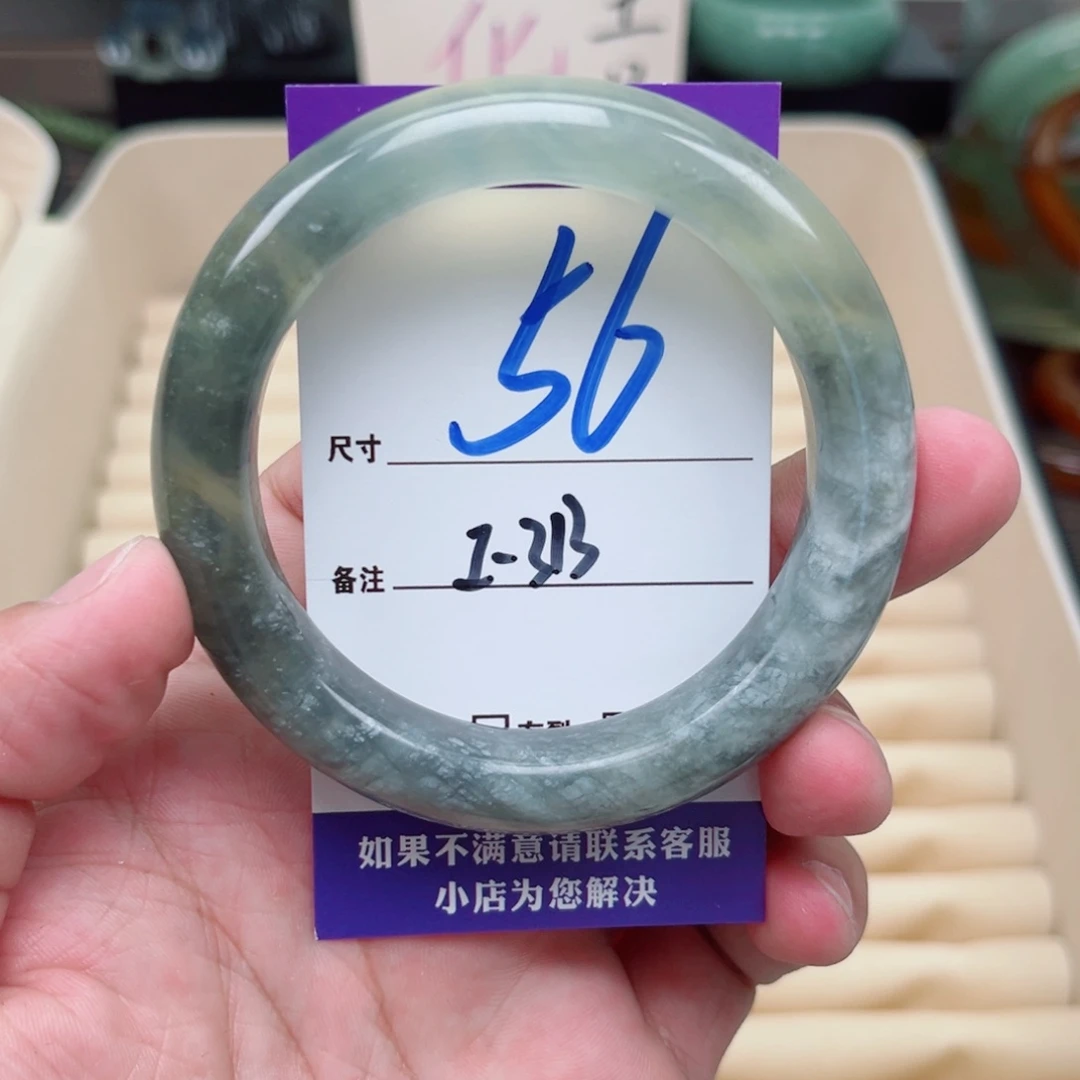 56
尺寸
I-313
备注
如果不满意请联系客服
小店为您解决